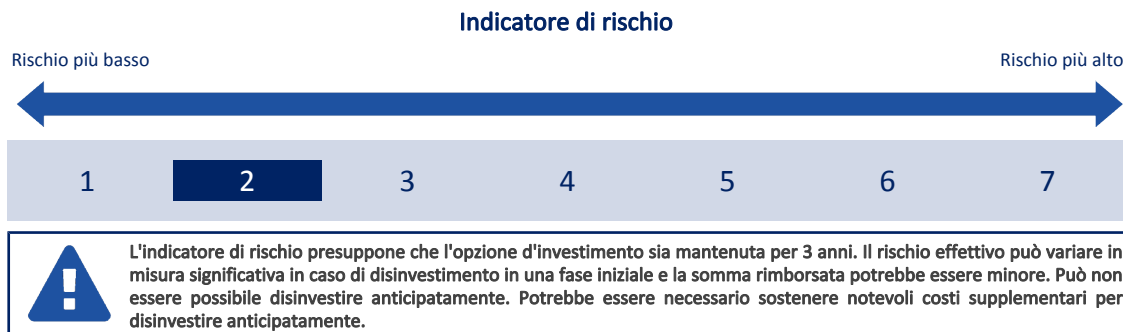 Indicatore di rischio
Rischio più basso
Rischio più alto
1 2 3 4 5 6 7
L'indicatore di rischio presuppone che l'opzione d'investimento sia mantenuta per 3 anni. Il rischio effettivo può variare in
misura significativa in caso di disinvestimento in una fase iniziale e la somma rimborsata potrebbe essere minore. Può non
essere possibile disinvestire anticipatamente. Potrebbe essere necessario sostenere notevoli costi supplementari per
disinvestire anticipatamente.